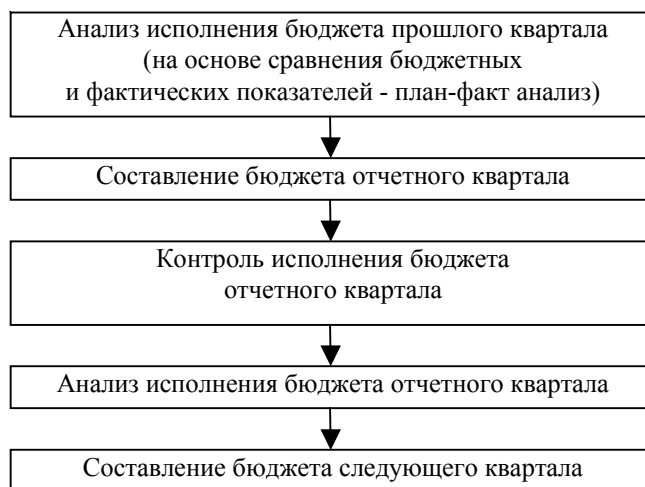 Анализ исполнения бюджета прошлого квартала
(на основе сравнения бюджетных
и фактических показателей - план-факт анализ)
Составление бюджета отчетного квартала
Контроль исполнения бюджета
отчетного квартала
Анализ исполнения бюджета отчетного квартала
Составление бюджета следующего квартала